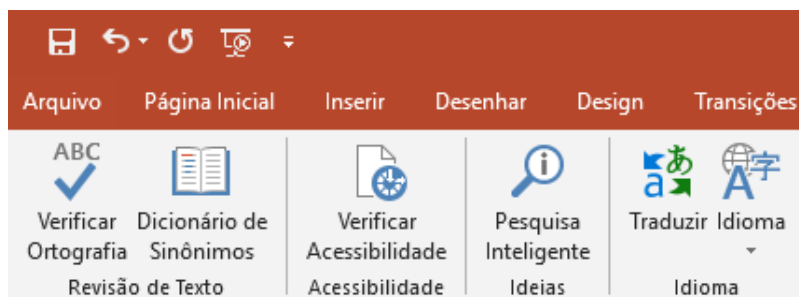 Arquivo Página Inicial Inserir Desenhar Design Transições
ABC
Verificar Ortografia
Dicionário de Sinônimos
Verificar Acessibilidade
Pesquisa Inteligente
Traduzir
Idioma
Revisão de Texto
Acessibilidade
Ideias
Idioma